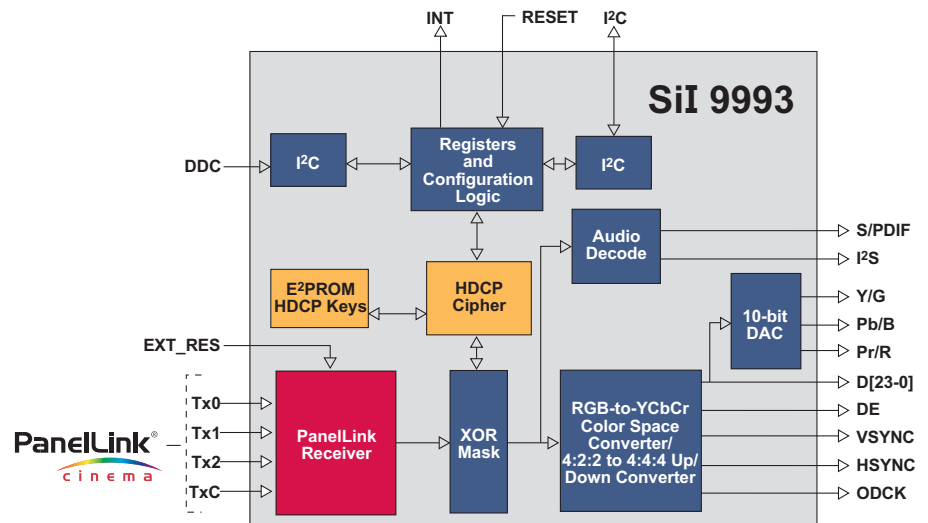 INT
RESET
I²C
SiI 9993
DDC
I²C
Registers
and
Configuration
Logic
I²C
Audio
Decode
S/PDIF
I²S
E²PROM
HDCP Keys
HDCP
Cipher
10-bit
DAC
Y/G
Pb/B
Pr/R
EXT_RES
D[23-0]
DE
VSYNC
HSYNC
ODCK
PanelLink®
cinema
Tx0
Tx1
Tx2
TxC
PanelLink
Receiver
XOR
Mask
RGB-to-YCbCr
Color Space
Converter/
4:2:2 to 4:4:4 Up/
Down Converter